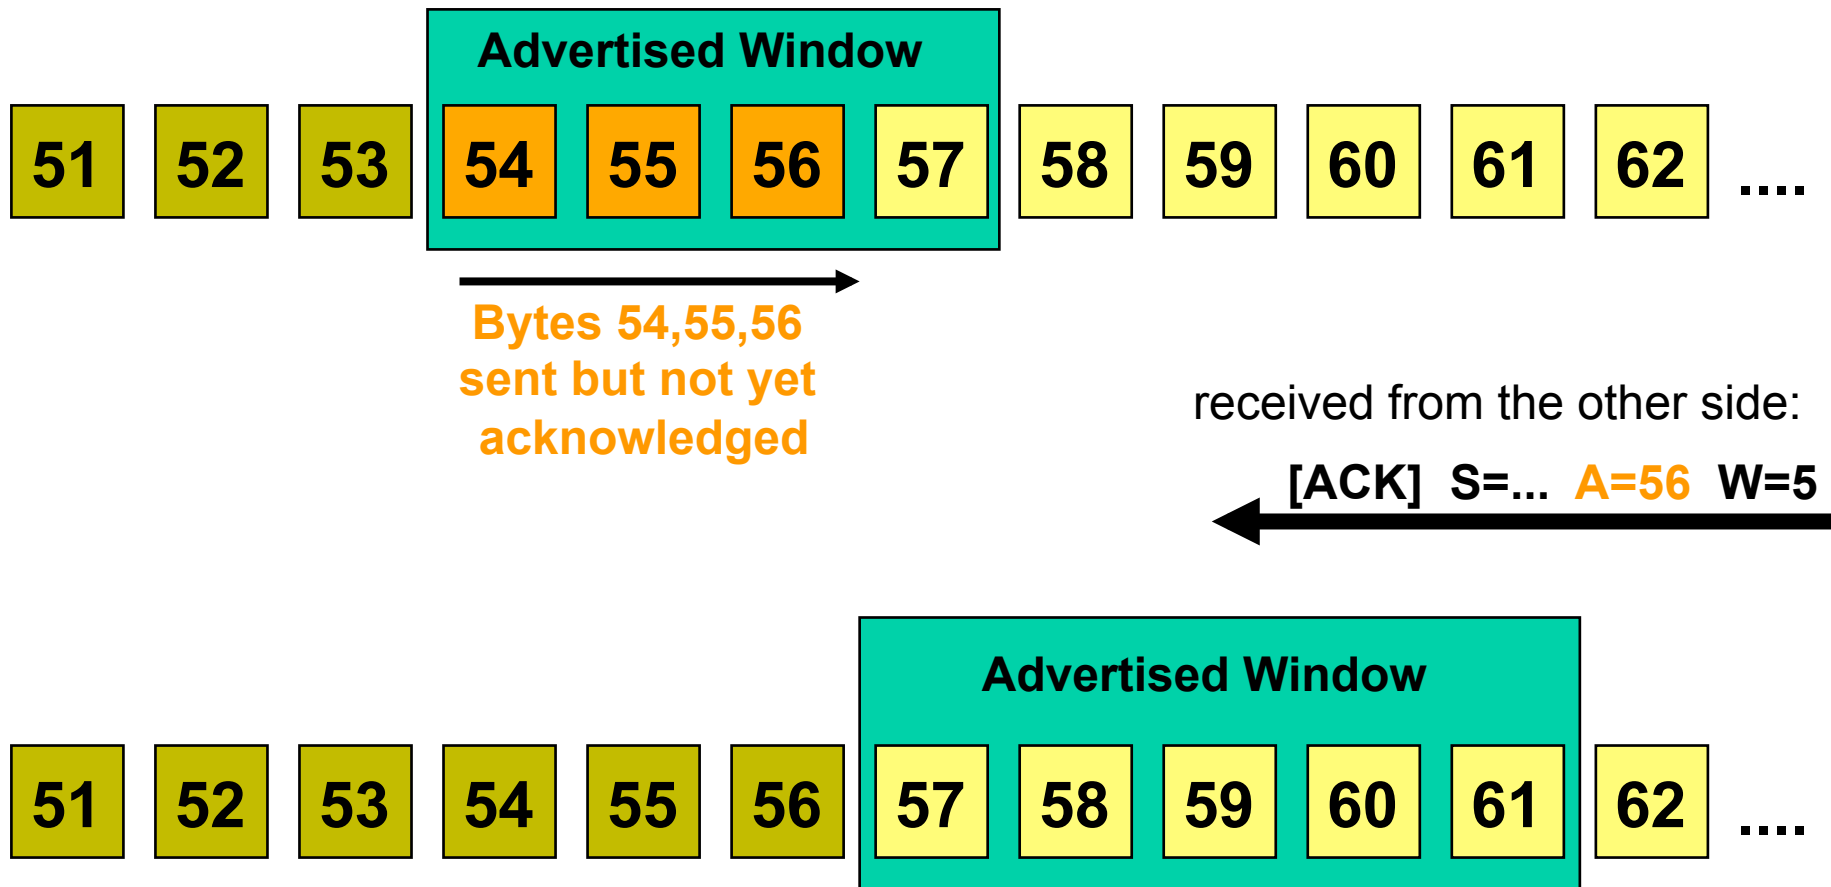 Advertised Window
51 52 53 54 55 56 57 58 59 60 61 62 ....
Bytes 54,55,56
sent but not yet
acknowledged
received from the other side:
[ACK] S=... A=56 W=5
Advertised Window
51 52 53 54 55 56 57 58 59 60 61 62 ....